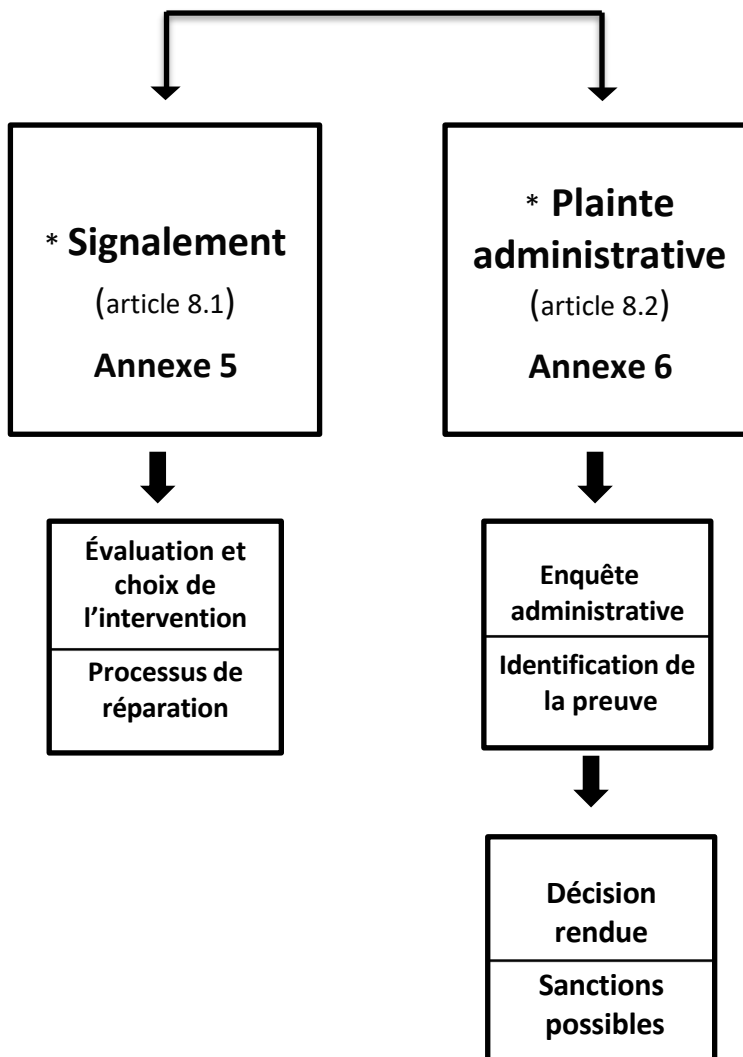 * Signalement
(article 8.1)
Annexe 5
* Plainte
administrative
(article 8.2)
Annexe 6
Évaluation et
choix de
l’intervention
Processus de
réparation
Enquête
administrative
Identification de
la preuve
Décision
rendue
Sanctions
possibles